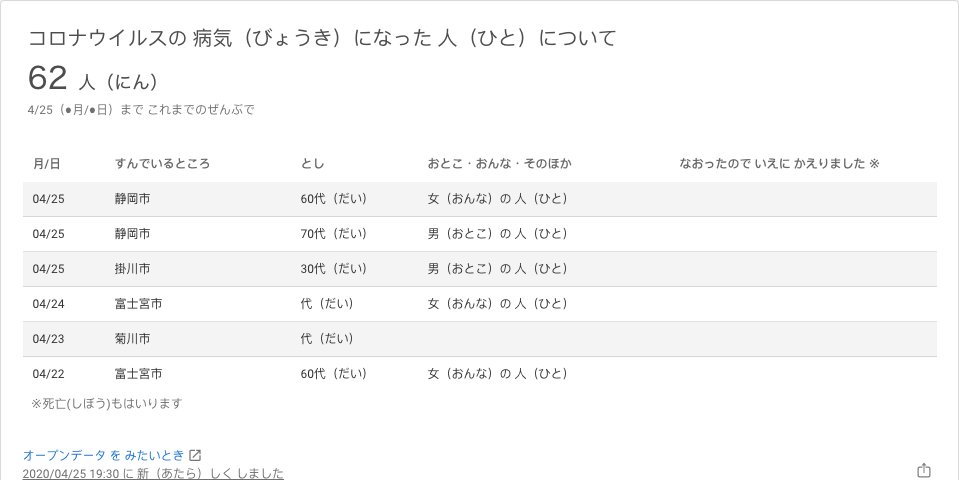 コロナウイルスの 病気（びょうき）になった 人（ひと）について
62 人（にん）
4/25（●月/●日）まで これまでのぜんぶで
月/日 すんでいるところ とし おとこ・おんな・そのほか なおったので いえに かえりました ※
04/25 静岡市 60代（だい） 女（おんな）の 人（ひと）
04/25 静岡市 70代（だい） 男（おとこ）の 人（ひと）
04/25 掛川市 30代（だい） 男（おとこ）の 人（ひと）
04/24 富士宮市 代（だい） 女（おんな）の 人（ひと）
04/23 菊川市 代（だい）
04/22 富士宮市 60代（だい） 女（おんな）の 人（ひと）
※死亡(しぼう)もはいります
オープンデータ を みたいとき
2020/04/25 19:30 に 新（あたら）しく しました